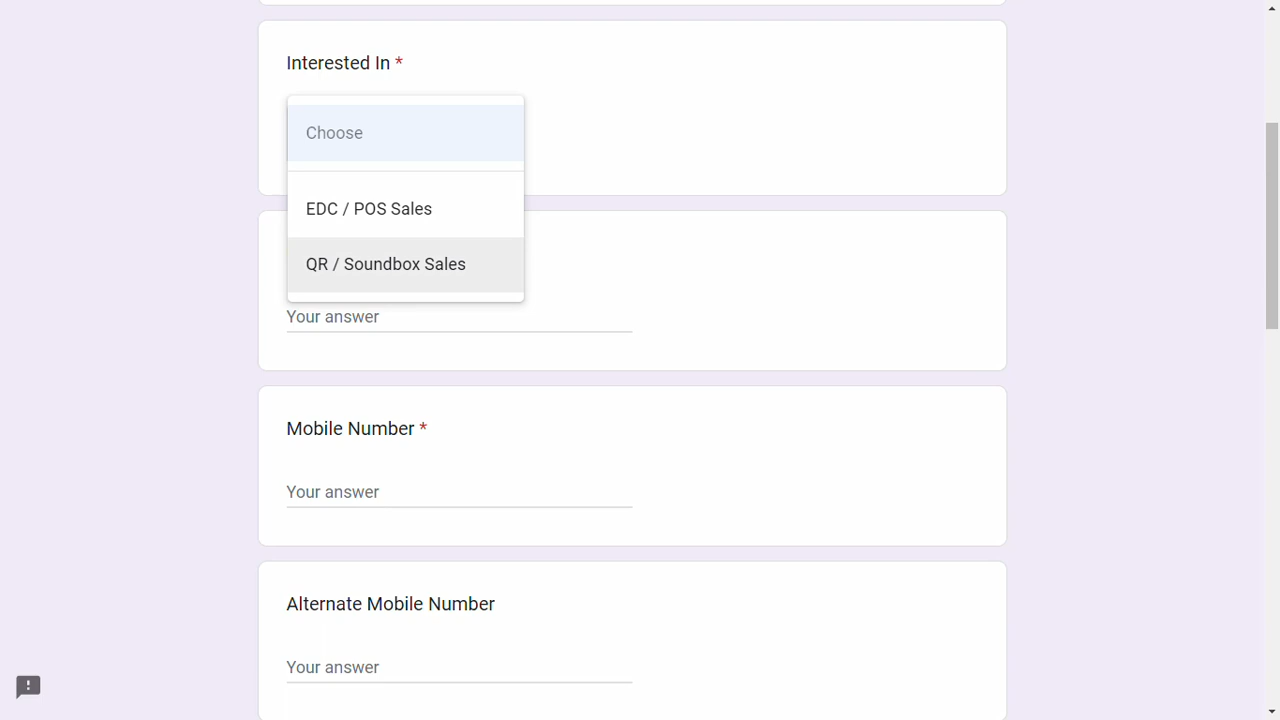 Interested In *
Choose
EDC / POS Sales
QR / Soundbox Sales
Your answer
Mobile Number *
Your answer
Alternate Mobile Number
Your answer